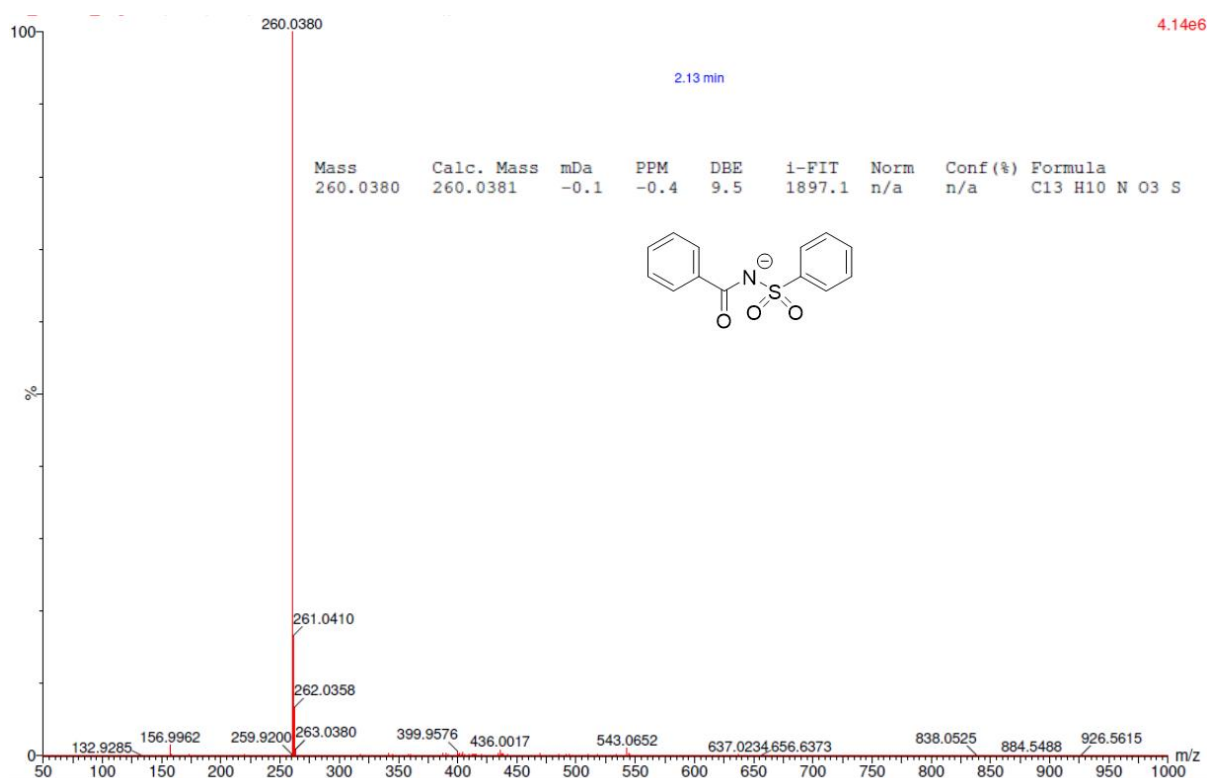 260.0380
100
4.14e6
2.13 min
Mass Calc. Mass mDa PPM DBE i-FIT Norm Conf(%) Formula
260.0380 260.0381 -0.1 -0.4 9.5 1897.1 n/a n/a C13 H10 N O3 S
N
S
O
O O
%
261.0410
262.0358
132.9285 156.9962 259.9200 263.0380 399.9576 436.0017 543.0652 637.0234 656.6373 838.0525 884.5488 926.5615
0
50 100 150 200 250 300 350 400 450 500 550 600 650 700 750 800 850 900 950 1000 m/z